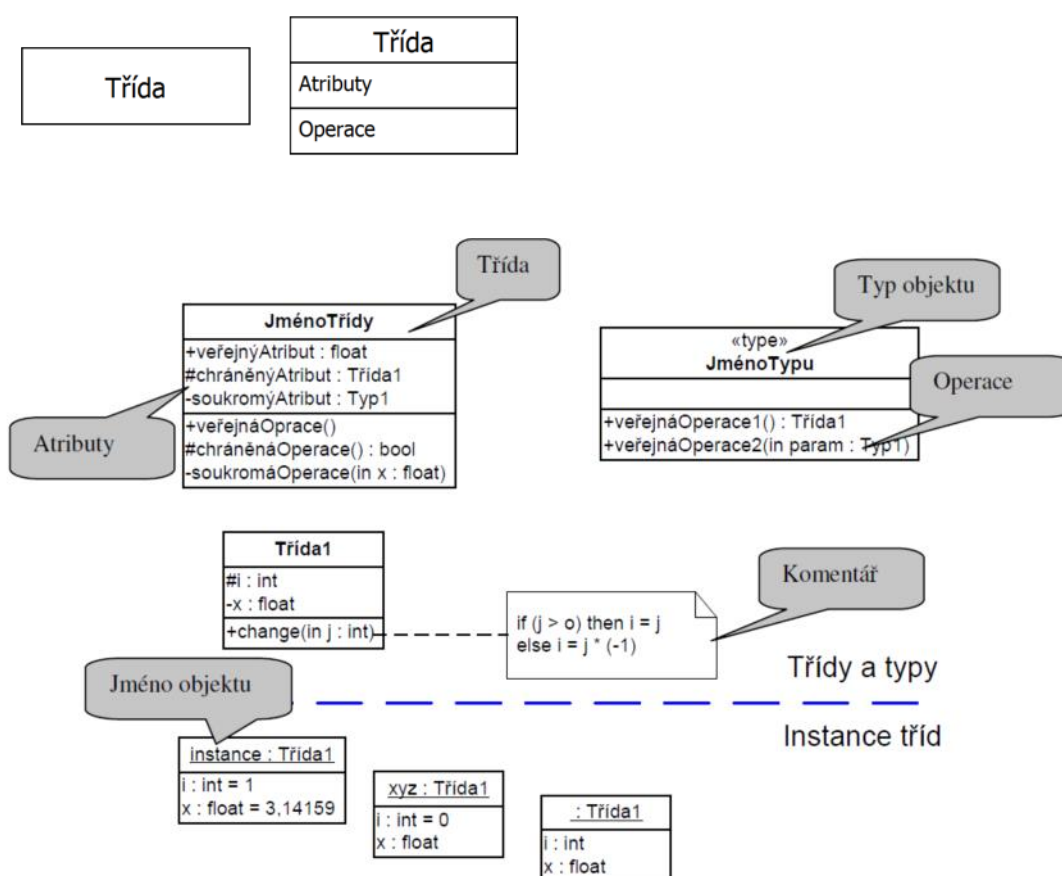 Třída
Třída
Atributy
Operace
Třída
JménoTřídy
+veřejnýAtribut : float
#chráněnýAtribut : Třída1
-soukromýAtribut : Typ1
+veřejnáOprace()
#chráněnáOperace() : bool
-soukromáOperace(in x : float)
Atributy
Typ objektu
«type»
JménoTypu
Operace
+veřejnáOperace1() : Třída1
+veřejnáOperace2(in param : Typ1)
Třída1
#i : int
-x : float
+change(in j : int)
if (j > o) then i = j
else i = j * (-1)
Komentář
Třídy a typy
Jméno objektu
Instance tříd
instance : Třída1
i : int = 1
x : float = 3,14159
xyz : Třída1
i : int = 0
x : float
: Třída1
i : int
x : float